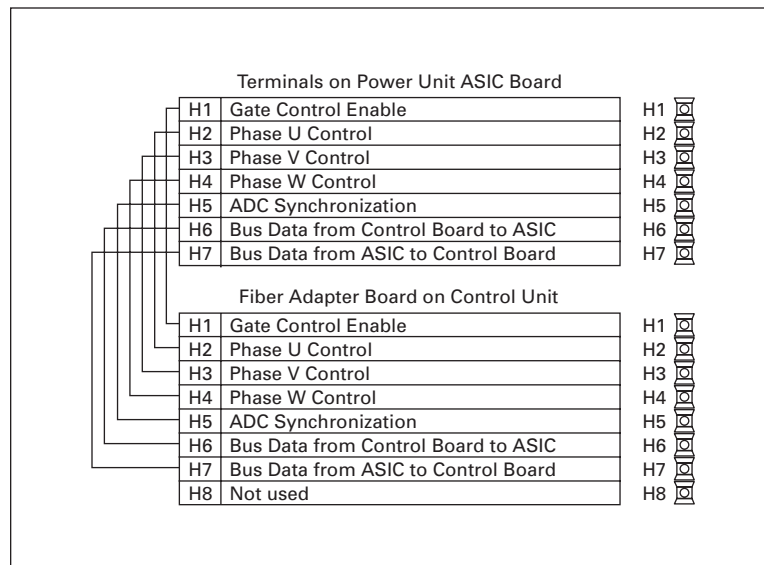 Terminals on Power Unit ASIC Board
H1 Gate Control Enable H1
H2 Phase U Control H2
H3 Phase V Control H3
H4 Phase W Control H4
H5 ADC Synchronization H5
H6 Bus Data from Control Board to ASIC H6
H7 Bus Data from ASIC to Control Board H7
Fiber Adapter Board on Control Unit
H1 Gate Control Enable H1
H2 Phase U Control H2
H3 Phase V Control H3
H4 Phase W Control H4
H5 ADC Synchronization H5
H6 Bus Data from Control Board to ASIC H6
H7 Bus Data from ASIC to Control Board H7
H8 Not used H8